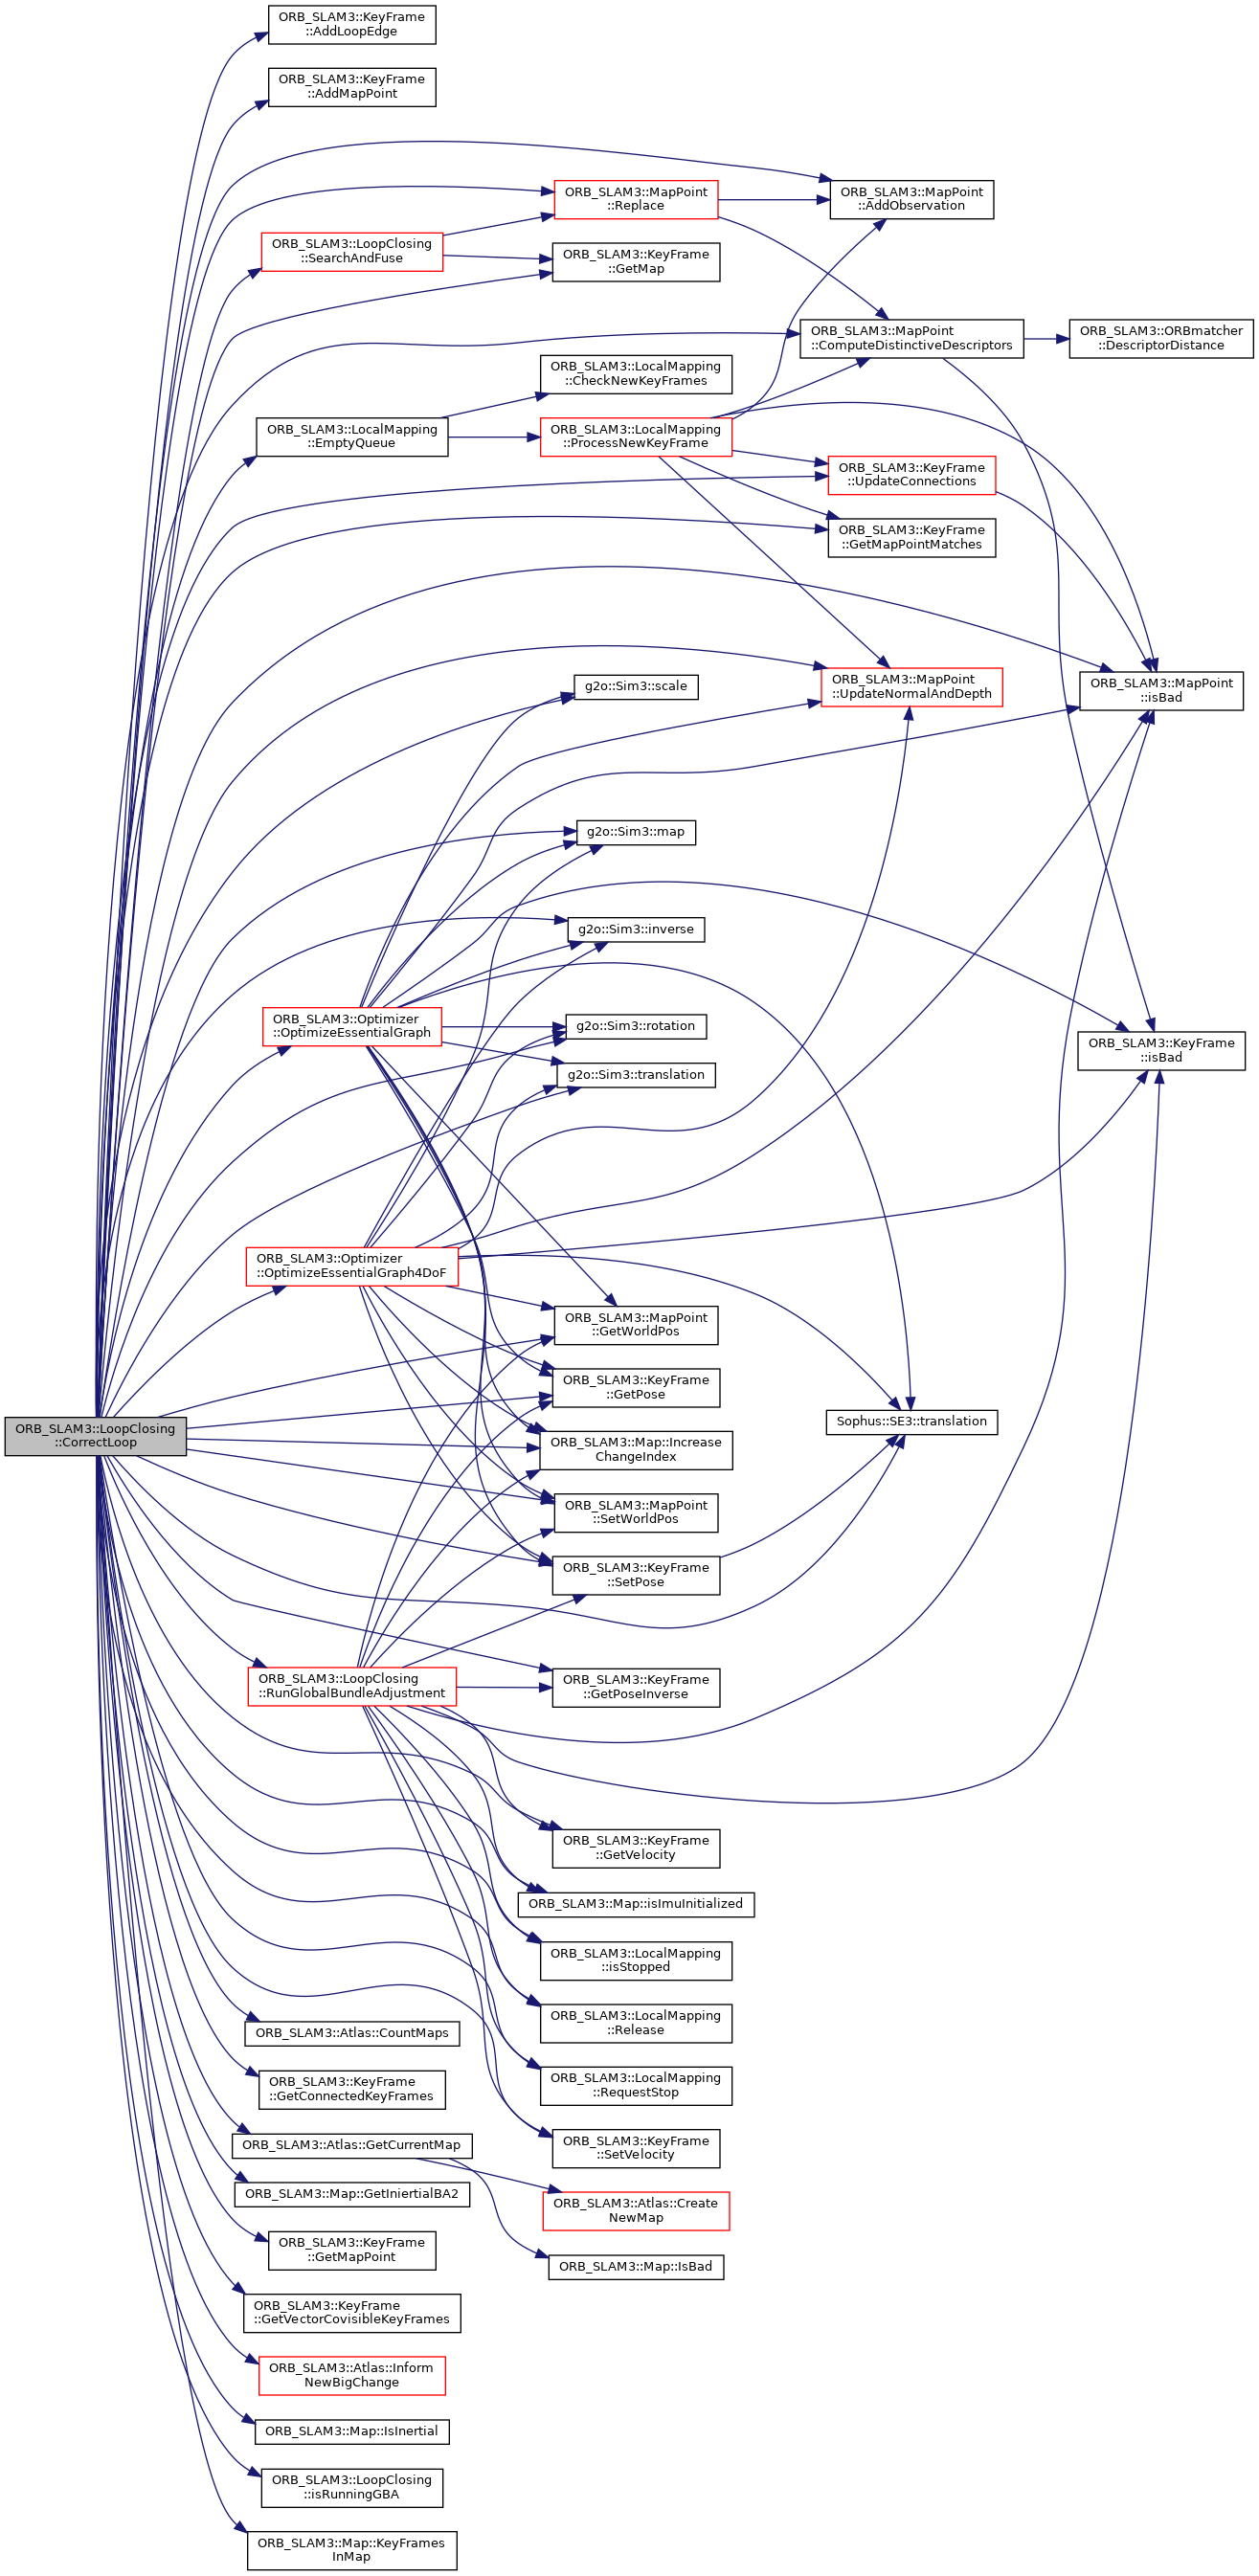 ORB_SLAM3::KeyFrame
::AddLoopEdge
ORB_SLAM3::KeyFrame
::AddMapPoint
ORB_SLAM3::MapPoint
::Replace
ORB_SLAM3::MapPoint
::AddObservation
ORB_SLAM3::LoopClosing
::SearchAndFuse
ORB_SLAM3::KeyFrame
::GetMap
ORB_SLAM3::MapPoint
::ComputeDistinctiveDescriptors
ORB_SLAM3::ORBmatcher
::DescriptorDistance
ORB_SLAM3::LocalMapping
::CheckNewKeyFrames
ORB_SLAM3::LocalMapping
::EmptyQueue
ORB_SLAM3::LocalMapping
::ProcessNewKeyFrame
ORB_SLAM3::KeyFrame
::UpdateConnections
ORB_SLAM3::KeyFrame
::GetMapPointMatches
g2o::Sim3::scale
ORB_SLAM3::MapPoint
::UpdateNormalAndDepth
ORB_SLAM3::MapPoint
::isBad
g2o::Sim3::map
g2o::Sim3::inverse
ORB_SLAM3::Optimizer
::OptimizeEssentialGraph
g2o::Sim3::rotation
ORB_SLAM3::KeyFrame
::isBad
g2o::Sim3::translation
ORB_SLAM3::Optimizer
::OptimizeEssentialGraph4DoF
ORB_SLAM3::MapPoint
::GetWorldPos
ORB_SLAM3::KeyFrame
::GetPose
Sophus::SE3::translation
ORB_SLAM3::LoopClosing
::CorrectLoop
ORB_SLAM3::Map::Increase
ChangeIndex
ORB_SLAM3::MapPoint
::SetWorldPos
ORB_SLAM3::KeyFrame
::SetPose
ORB_SLAM3::LoopClosing
::RunGlobalBundleAdjustment
ORB_SLAM3::KeyFrame
::GetPoseInverse
ORB_SLAM3::KeyFrame
::GetVelocity
ORB_SLAM3::Map::isImuInitialized
ORB_SLAM3::LocalMapping
::isStopped
ORB_SLAM3::LocalMapping
::Release
ORB_SLAM3::Atlas::CountMaps
ORB_SLAM3::LocalMapping
::RequestStop
ORB_SLAM3::KeyFrame
::GetConnectedKeyFrames
ORB_SLAM3::KeyFrame
::SetVelocity
ORB_SLAM3::Atlas::GetCurrentMap
ORB_SLAM3::Map::GetIniertialBA2
ORB_SLAM3::Atlas::Create
NewMap
ORB_SLAM3::KeyFrame
::GetMapPoint
ORB_SLAM3::Map::IsBad
ORB_SLAM3::KeyFrame
::GetVectorCovisibleKeyFrames
ORB_SLAM3::Atlas::Inform
NewBigChange
ORB_SLAM3::Map::IsInertial
ORB_SLAM3::LoopClosing
::isRunningGBA
ORB_SLAM3::Map::KeyFrames
InMap